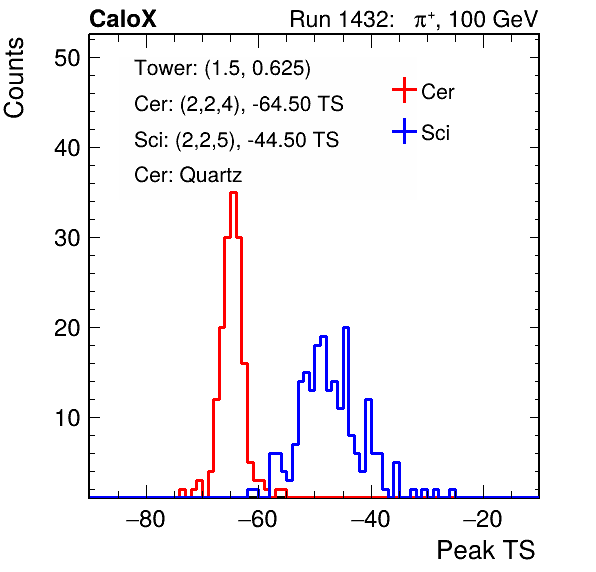 CaloX Run 1432: π⁺, 100 GeV
Counts
50
40
30
20
10
Tower: (1.5, 0.625)
Cer: (2,2,4), -64.50 TS
Sci: (2,2,5), -44.50 TS
Cer: Quartz
Cer
Sci
−80 −60 −40 −20
Peak TS